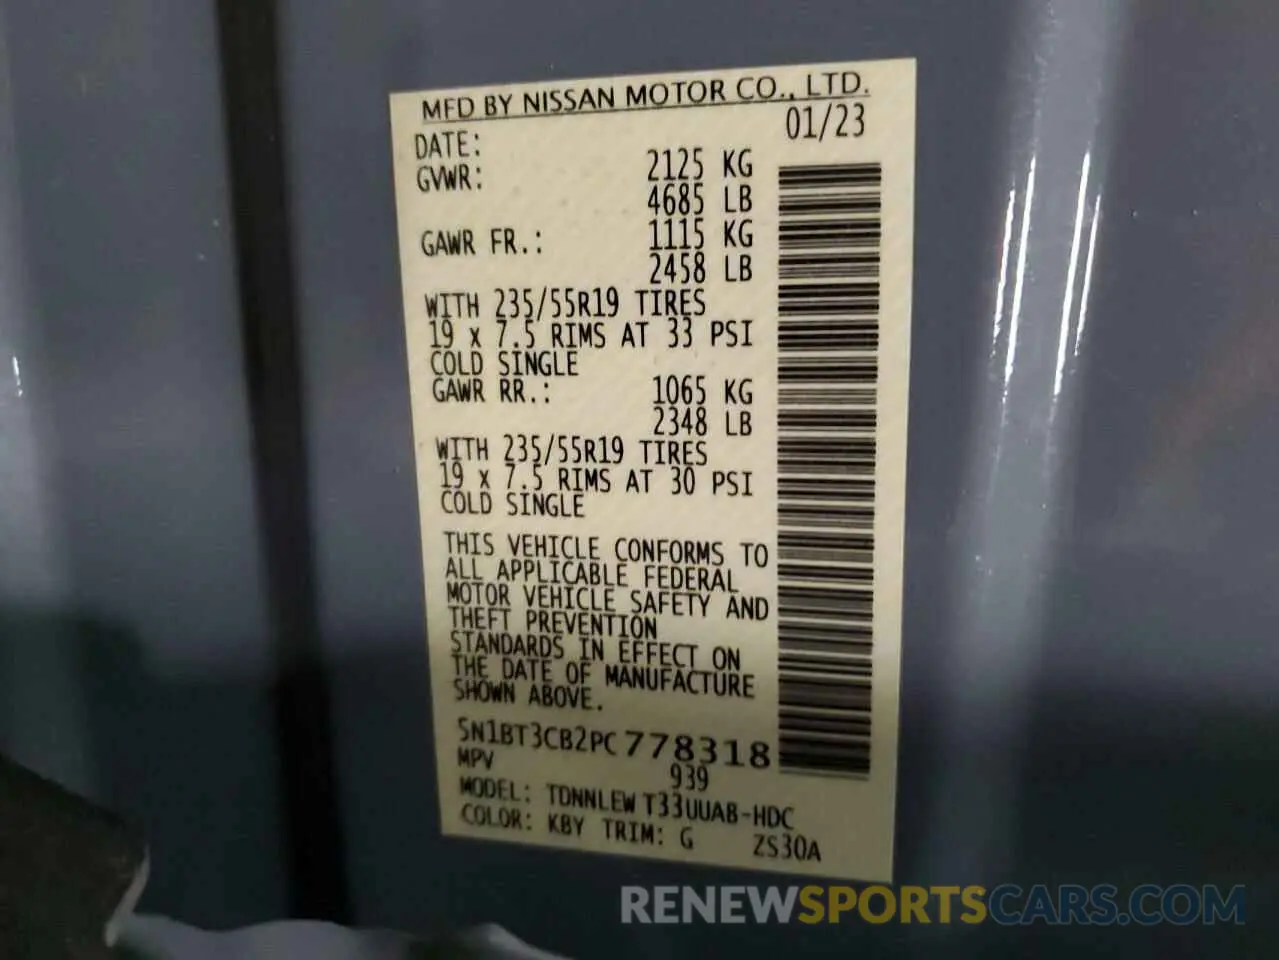 MFD BY NISSAN MOTOR CO., LTD.
DATE: 01/23
GVWR: 2125 KG
4685 LB
GAWR FR.: 1115 KG
2458 LB
WITH 235/55R19 TIRES
19 x 7.5 RIMS AT 33 PSI
COLD SINGLE
GAWR RR.: 1065 KG
2348 LB
WITH 235/55R19 TIRES
19 x 7.5 RIMS AT 30 PSI
COLD SINGLE
THIS VEHICLE CONFORMS TO
ALL APPLICABLE FEDERAL
MOTOR VEHICLE SAFETY AND
THEFT PREVENTION
STANDARDS IN EFFECT ON
THE DATE OF MANUFACTURE
SHOWN ABOVE.
5N1BT3CB2PC778318
MPV 939
MODEL: TDNNLEW T33UUAB-HDC
COLOR: KBY TRIM: G ZS30A
RENEWSPORTSCARS.COM